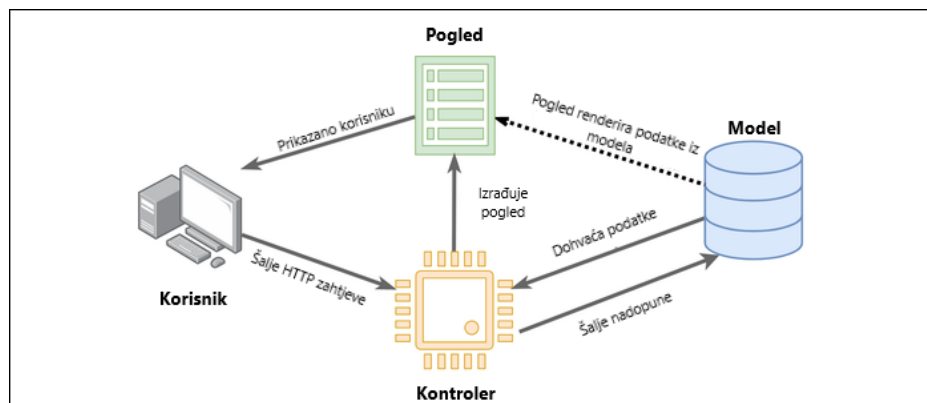 Pogled
Prikazano korisniku
Pogled renderira podatke iz
modela
Model
Izrađuje
pogled
Dohvaća podatke
Šalje HTTP zahtjeve
Korisnik
Šalje nadopune
Kontroler